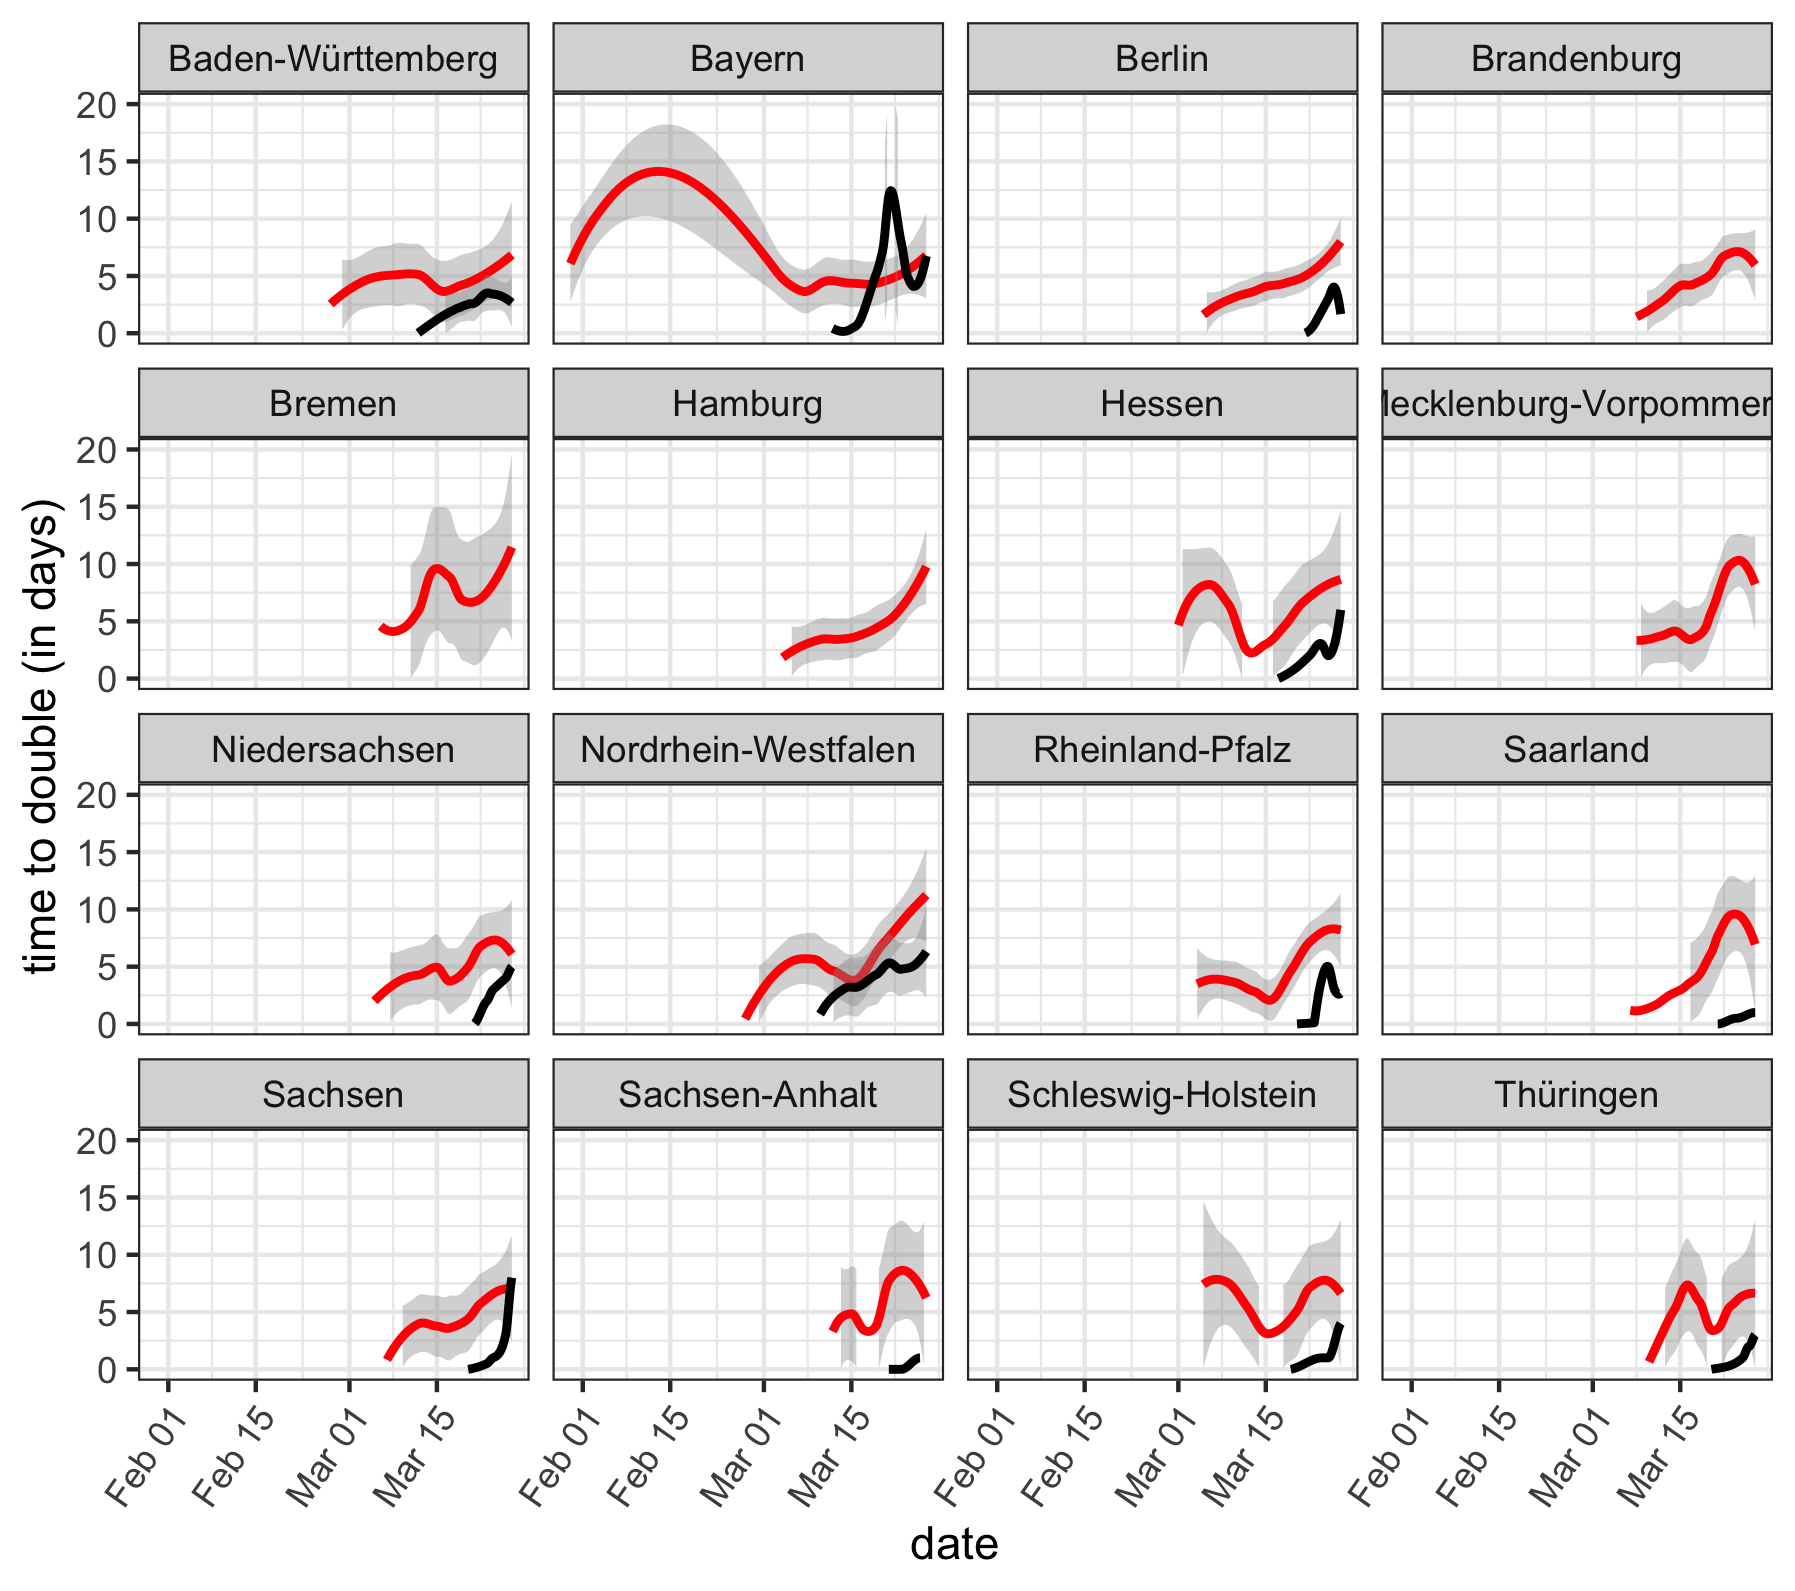 Baden-Württemberg Bayern Berlin Brandenburg
20
15
10
5
0
Bremen Hamburg Hessen Mecklenburg-Vorpommer
20
15
10
5
0
time to double (in days)
Niedersachsen Nordrhein-Westfalen Rheinland-Pfalz Saarland
20
15
10
5
0
Sachsen Sachsen-Anhalt Schleswig-Holstein Thüringen
20
15
10
5
0
Feb 01 Feb 15 Mar 01 Mar 15 Feb 01 Feb 15 Mar 01 Mar 15 Feb 01 Feb 15 Mar 01 Mar 15 Feb 01 Feb 15 Mar 01 Mar 15
date